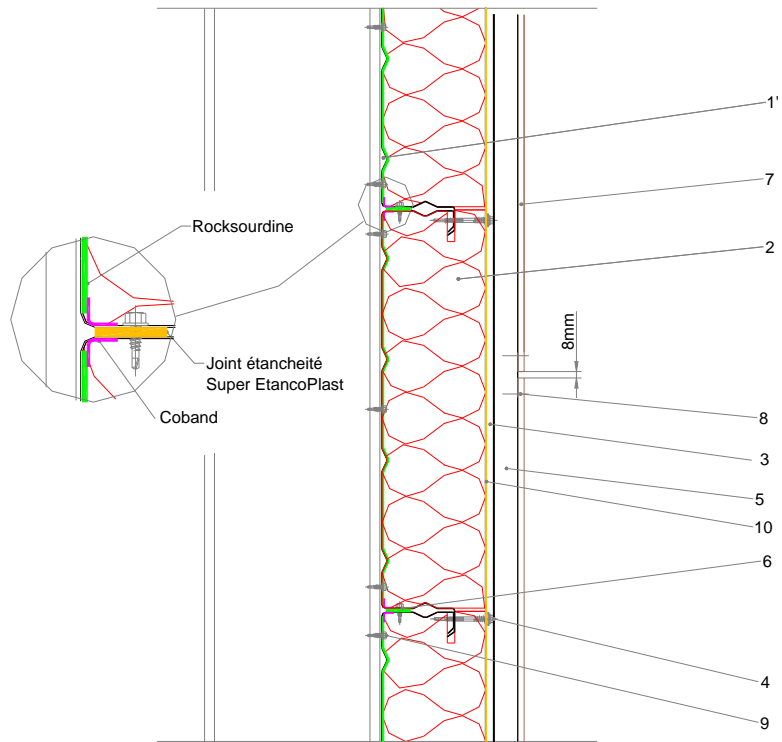 1'
7
Rocksourdine
2
8mm
Joint étancheité
Super EtancoPlast
Coband
8
3
5
10
6
4
9